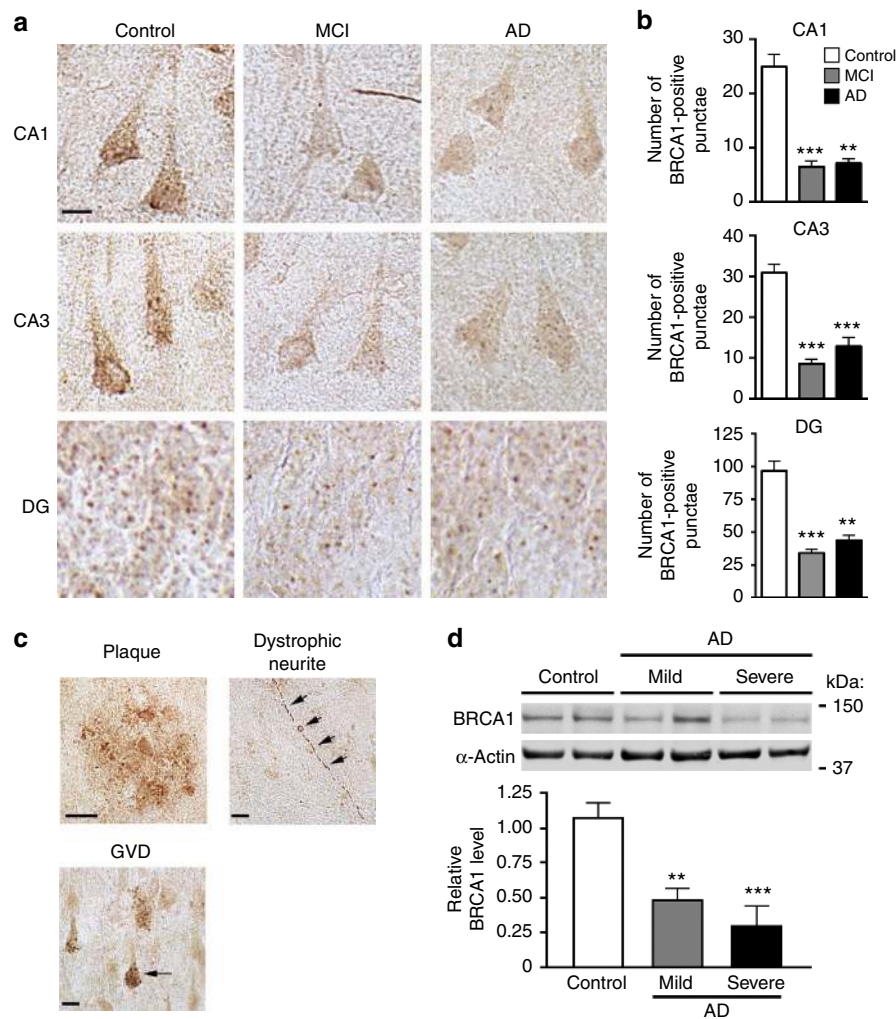 a
Control MCI AD
CA1
CA3
DG
b
CA1
Number of
BRCA1-positive
punctae
30
20
10
0
Control
MCI
AD
*** **
CA3
Number of
BRCA1-positive
punctae
40
30
20
10
0
*** ***
DG
Number of
BRCA1-positive
punctae
125
100
75
50
25
0
*** **
c
Plaque
Dystrophic
neurite
GVD
d
AD
Control Mild Severe kDa:
BRCA1
α-Actin
- 150
- 37
Relative
BRCA1 level
1.25
1.00
0.75
0.50
0.25
0
** ***
Control Mild Severe
AD